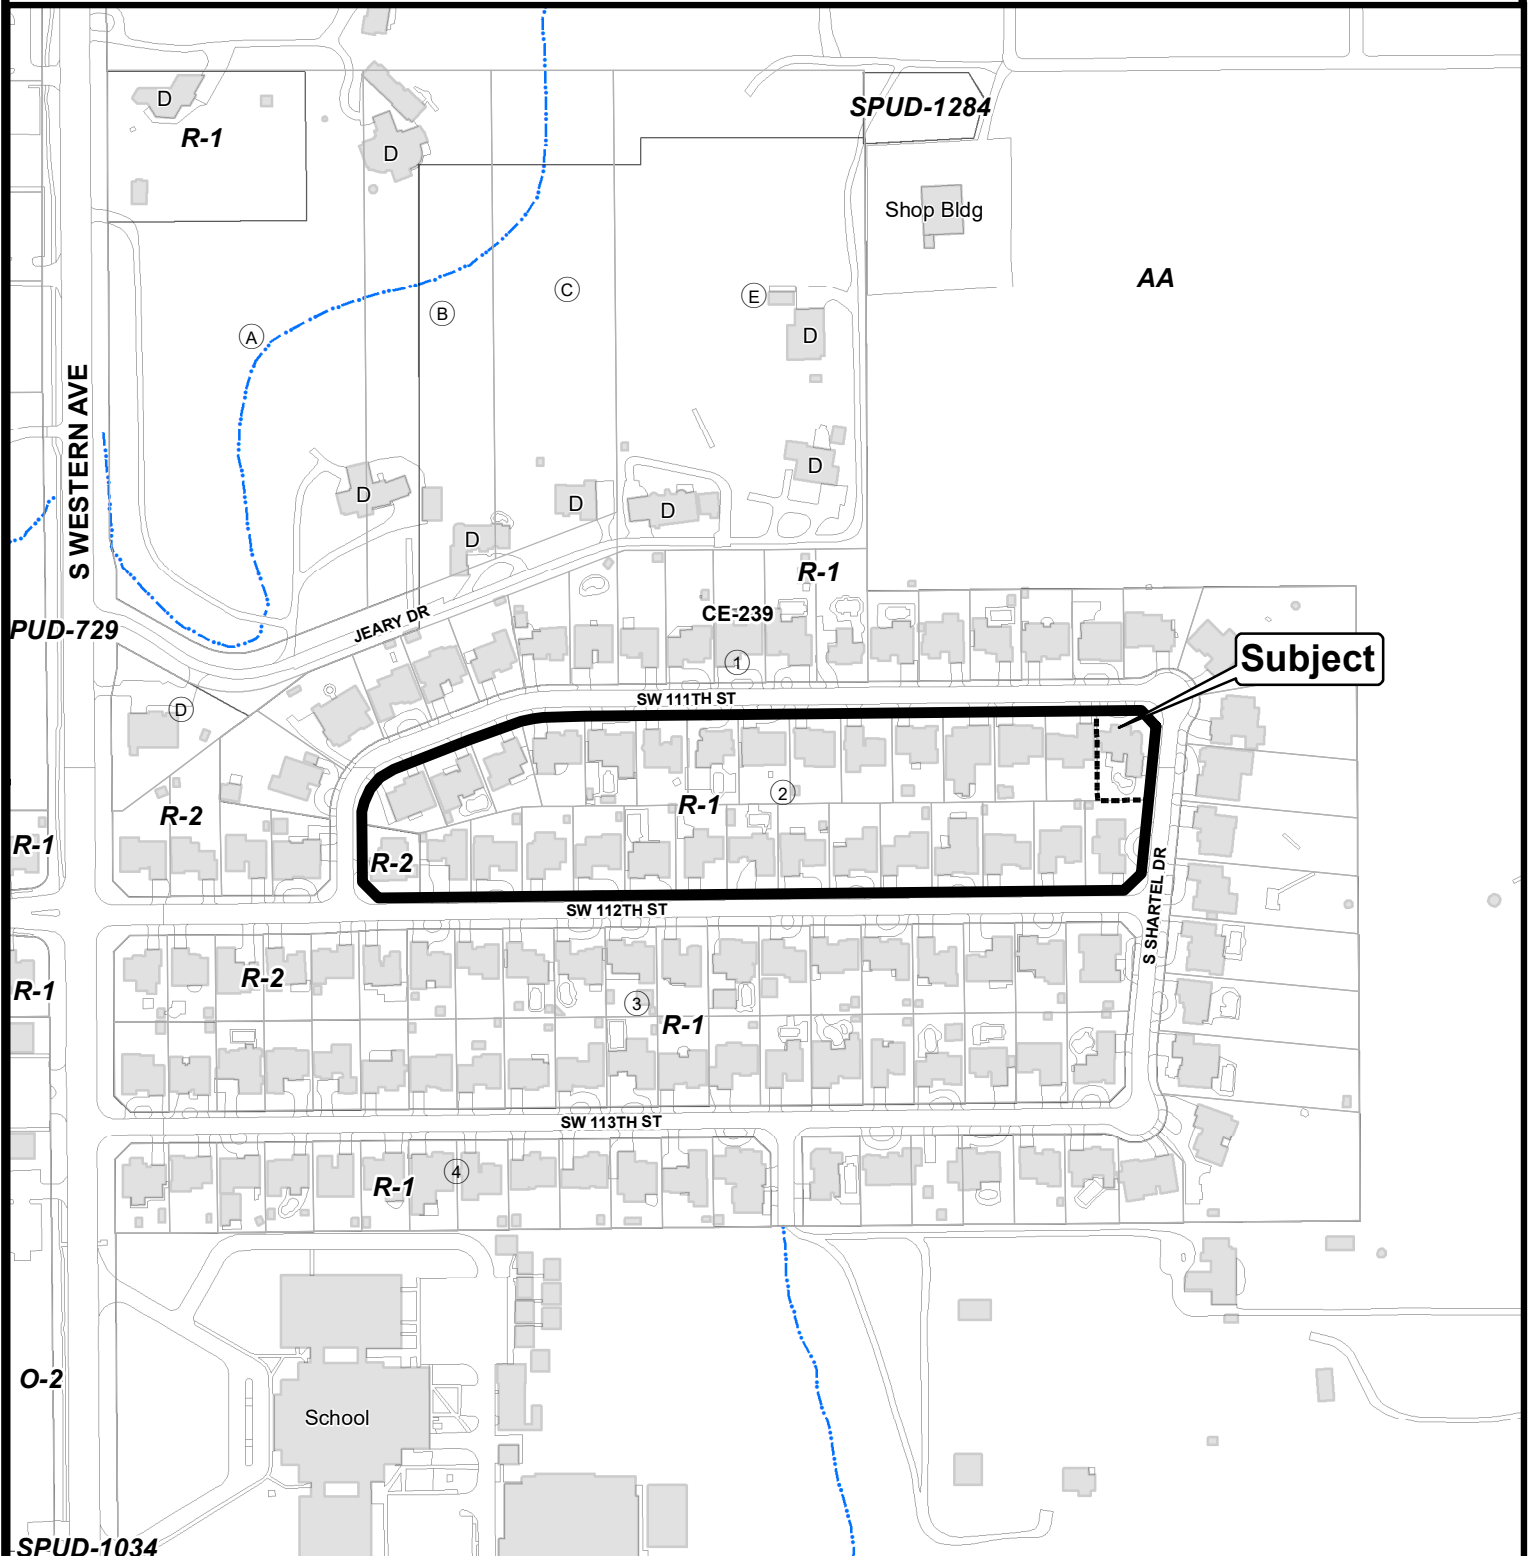 D
R-1
D
SPUD-1284
Shop Bldg
AA
A
B
C
E
D
S WESTERN AVE
D
D
D
D
D
R-1
CE-239
JEARY DR
PUD-729
1
Subject
SW 111TH ST
D
R-2
R-1
2
R-1
R-2
SW 112TH ST
S SHARTEL DR
R-1
R-2
3
R-1
SW 113TH ST
R-1
4
O-2
School
SPUD-1034